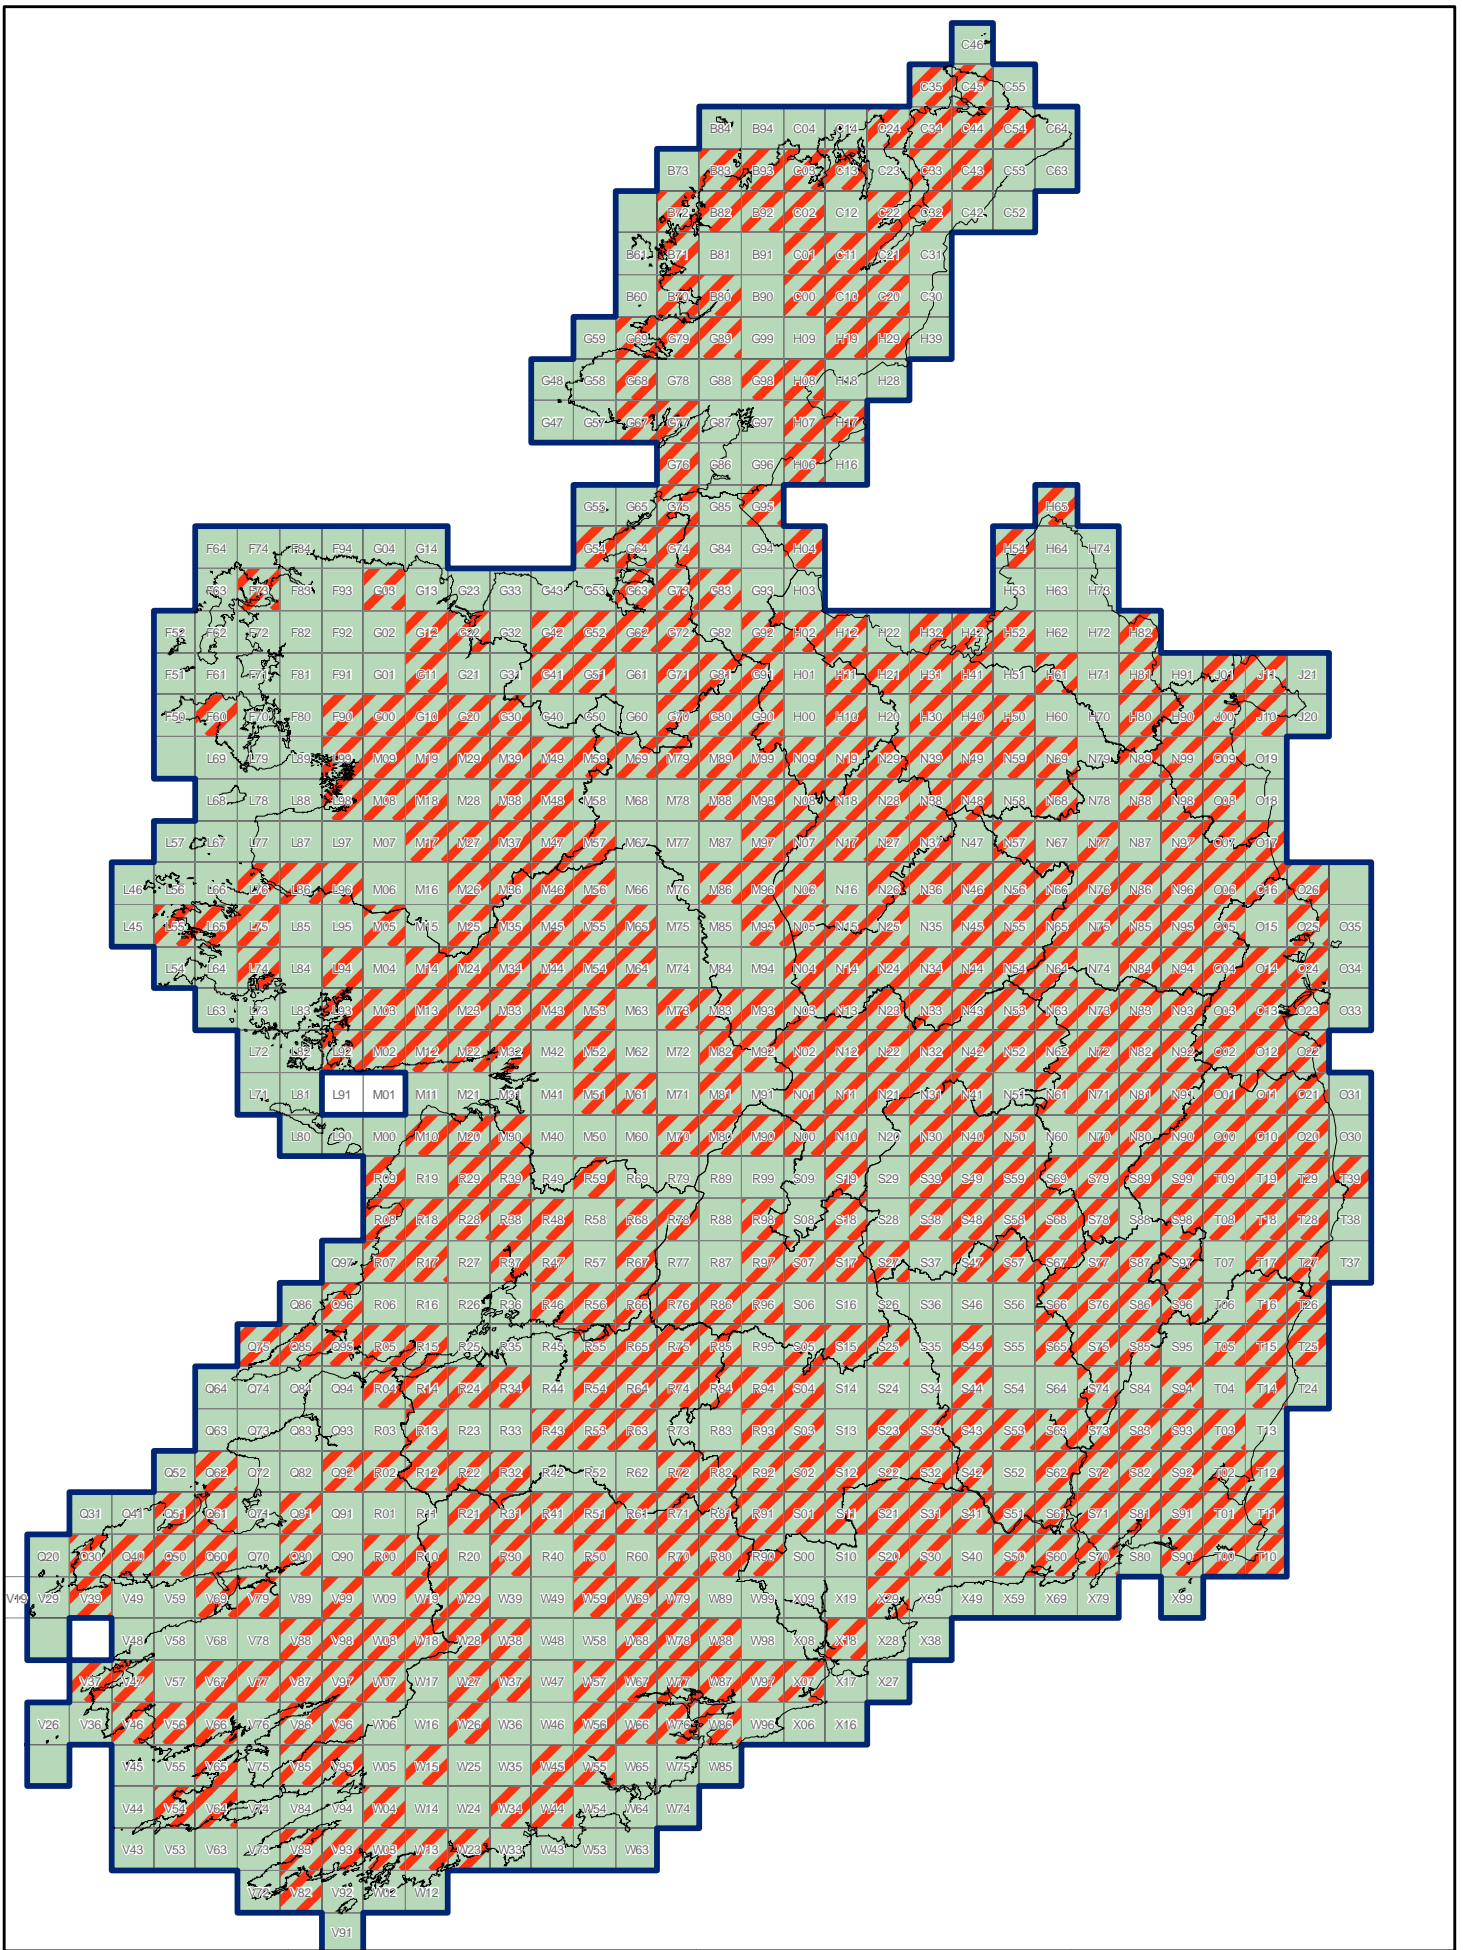 C46
C35 C45 C55
B84 B94 C04 C14 C24 C34 C44 C54 C64
B73 B83 B93 C03 C13 C23 C33 C43 C53 C63
B72 B82 B92 C02 C12 C22 C32 C42 C52
B61 B71 B81 B91 C01 C11 C21 C31
B60 B70 B80 B90 C00 C10 C20 C30
G59 G69 G79 G89 G99 H09 H19 H29 H39
G48 G58 G68 G78 G88 G98 H08 H18 H28
G47 G57 G67 G77 G87 G97 H07 H17
G76 G86 G96 H06 H16
G55 G65 G75 G85 G95 H65
F64 F74 F84 F94 G04 G14 G54 G64 G74 G84 G94 H04 H54 H64 H74
F63 F73 F83 F93 G03 G13 G23 G33 G43 G53 G63 G73 G83 G93 H03 H53 H63 H73
F52 F62 F72 F82 F92 G02 G12 G22 G32 G42 G52 G62 G72 G82 G92 H02 H12 H22 H32 H42 H52 H62 H72 H82
F51 F61 F71 F81 F91 G01 G11 G21 G31 G41 G51 G61 G71 G81 G91 H01 H11 H21 H31 H41 H51 H61 H71 H81 H91 J01 J11 J21
F50 F60 F70 F80 F90 G00 G10 G20 G30 G40 G50 G60 G70 G80 G90 H00 H10 H20 H30 H40 H50 H60 H70 H80 H90 J00 J10 J20
L69 L79 L89 L99 M09 M19 M29 M39 M49 M59 M69 M79 M89 M99 N09 N19 N29 N39 N49 N59 N69 N79 N89 N99 O09 O19
L68 L78 L88 L98 M08 M18 M28 M38 M48 M58 M68 M78 M88 M98 N08 N18 N28 N38 N48 N58 N68 N78 N88 N98 O08 O18
L57 L67 L77 L87 L97 M07 M17 M27 M37 M47 M57 M67 M77 M87 M97 N07 N17 N27 N37 N47 N57 N67 N77 N87 N97 O07 O17
L46 L56 L66 L76 L86 L96 M06 M16 M26 M36 M46 M56 M66 M76 M86 M96 N06 N16 N26 N36 N46 N56 N66 N76 N86 N96 O06 O16 O26
L45 L55 L65 L75 L85 L95 M05 M15 M25 M35 M45 M55 M65 M75 M85 M95 N05 N15 N25 N35 N45 N55 N65 N75 N85 N95 O05 O15 O25 O35
L54 L64 L74 L84 L94 M04 M14 M24 M34 M44 M54 M64 M74 M84 M94 N04 N14 N24 N34 N44 N54 N64 N74 N84 N94 O04 O14 O24 O34
L63 L73 L83 L93 M03 M13 M23 M33 M43 M53 M63 M73 M83 M93 N03 N13 N23 N33 N43 N53 N63 N73 N83 N93 O03 O13 O23 O33
L72 L82 L92 M02 M12 M22 M32 M42 M52 M62 M72 M82 M92 N02 N12 N22 N32 N42 N52 N62 N72 N82 N92 O02 O12 O22
L71 L81 L91 M01 M11 M21 M31 M41 M51 M61 M71 M81 M91 N01 N11 N21 N31 N41 N51 N61 N71 N81 N91 O01 O11 O21 O31
L80 L90 M00 M10 M20 M30 M40 M50 M60 M70 M80 M90 N00 N10 N20 N30 N40 N50 N60 N70 N80 N90 O00 O10 O20 O30
R09 R19 R29 R39 R49 R59 R69 R79 R89 R99 S09 S19 S29 S39 S49 S59 S69 S79 S89 S99 T09 T19 T29 T39
R08 R18 R28 R38 R48 R58 R68 R78 R88 R98 S08 S18 S28 S38 S48 S58 S68 S78 S88 S98 T08 T18 T28 T38
Q97 R07 R17 R27 R37 R47 R57 R67 R77 R87 R97 S07 S17 S27 S37 S47 S57 S67 S77 S87 S97 T07 T17 T27 T37
Q86 Q96 R06 R16 R26 R36 R46 R56 R66 R76 R86 R96 S06 S16 S26 S36 S46 S56 S66 S76 S86 S96 T06 T16 T26
Q75 Q85 Q95 R05 R15 R25 R35 R45 R55 R65 R75 R85 R95 S05 S15 S25 S35 S45 S55 S65 S75 S85 S95 T05 T15 T25
Q64 Q74 Q84 Q94 R04 R14 R24 R34 R44 R54 R64 R74 R84 R94 S04 S14 S24 S34 S44 S54 S64 S74 S84 S94 T04 T14 T24
Q63 Q73 Q83 Q93 R03 R13 R23 R33 R43 R53 R63 R73 R83 R93 S03 S13 S23 S33 S43 S53 S63 S73 S83 S93 T03 T13
Q52 Q62 Q72 Q82 Q92 R02 R12 R22 R32 R42 R52 R62 R72 R82 R92 S02 S12 S22 S32 S42 S52 S62 S72 S82 S92 T02 T12
Q31 Q41 Q51 Q61 Q71 Q81 Q91 R01 R11 R21 R31 R41 R51 R61 R71 R81 R91 S01 S11 S21 S31 S41 S51 S61 S71 S81 S91 T01 T11
Q20 Q30 Q40 Q50 Q60 Q70 Q80 Q90 R00 R10 R20 R30 R40 R50 R60 R70 R80 R90 S00 S10 S20 S30 S40 S50 S60 S70 S80 S90 T00 T10
V19 V29 V39 V49 V59 V69 V79 V89 V99 W09 W19 W29 W39 W49 W59 W69 W79 W89 W99 X09 X19 X29 X39 X49 X59 X69 X79 X99
V48 V58 V68 V78 V88 V98 W08 W18 W28 W38 W48 W58 W68 W78 W88 W98 X08 X18 X28 X38
V37 V47 V57 V67 V77 V87 V97 W07 W17 W27 W37 W47 W57 W67 W77 W87 W97 X07 X17 X27
V26 V36 V46 V56 V66 V76 V86 V96 W06 W16 W26 W36 W46 W56 W66 W76 W86 W96 X06 X16
V45 V55 V65 V75 V85 V95 W05 W15 W25 W35 W45 W55 W65 W75 W85
V44 V54 V64 V74 V84 V94 W04 W14 W24 W34 W44 W54 W64 W74
V43 V53 V63 V73 V83 V93 W03 W13 W23 W33 W43 W53 W63
V72 V82 V92 W02 W12
V91